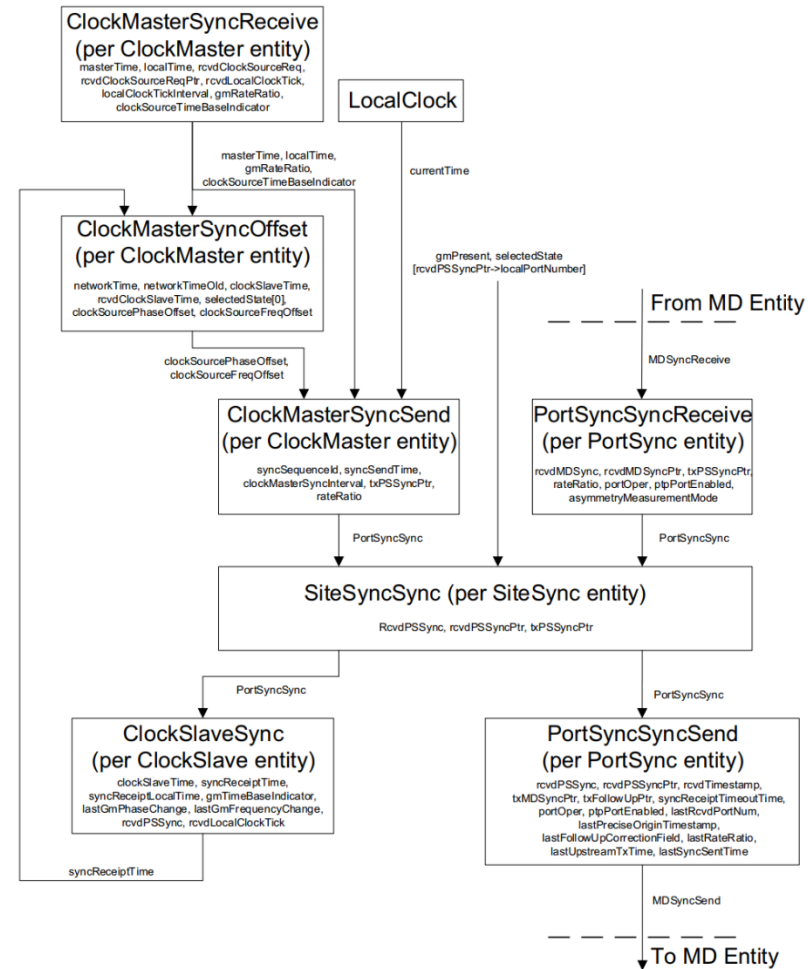 ClockMasterSyncReceive
(per ClockMaster entity)
masterTime, localTime, rcvdClockSourceReq,
rcvdClockSourceReqPtr, rcvdLocalClockTick,
localClockTickInterval, gmRateRatio,
clockSourceTimeBaseIndicator
LocalClock
masterTime, localTime,
gmRateRatio,
clockSourceTimeBaseIndicator
currentTime
ClockMasterSyncOffset
(per ClockMaster entity)
networkTime, networkTimeOld, clockSlaveTime,
rcvdClockSlaveTime, selectedState[0],
clockSourcePhaseOffset, clockSourceFreqOffset
gmPresent, selectedState
[rcvdPSSyncPtr->localPortNumber]
From MD Entity
clockSourcePhaseOffset,
clockSourceFreqOffset
MDSyncReceive
ClockMasterSyncSend
(per ClockMaster entity)
syncSequenceId, syncSendTime,
clockMasterSyncInterval, txPSSyncPtr,
rateRatio
PortSyncSyncReceive
(per PortSync entity)
rcvdMDSync, rcvdMDSyncPtr, txPSSyncPtr,
rateRatio, portOper, ptpPortEnabled,
asymmetryMeasurementMode
PortSyncSync
PortSyncSync
SiteSyncSync (per SiteSync entity)
RcvdPSSync, rcvdPSSyncPtr, txPSSyncPtr
PortSyncSync
PortSyncSync
ClockSlaveSync
(per ClockSlave entity)
clockSlaveTime, syncReceiptTime,
syncReceiptLocalTime, gmTimeBaseIndicator,
lastGmPhaseChange, lastGmFrequencyChange,
rcvdPSSync, rcvdLocalClockTick
PortSyncSyncSend
(per PortSync entity)
rcvdPSSync, rcvdPSSyncPtr, rcvdTimestamp,
txMDSyncPtr, txFollowUpPtr, syncReceiptTimeoutTime,
portOper, ptpPortEnabled, lastRcvdPortNum,
lastPreciseOriginTimestamp,
lastFollowUpCorrectionField, lastRateRatio,
lastUpstreamTxTime, lastSyncSentTime
syncReceiptTime
MDSyncSend
To MD Entity